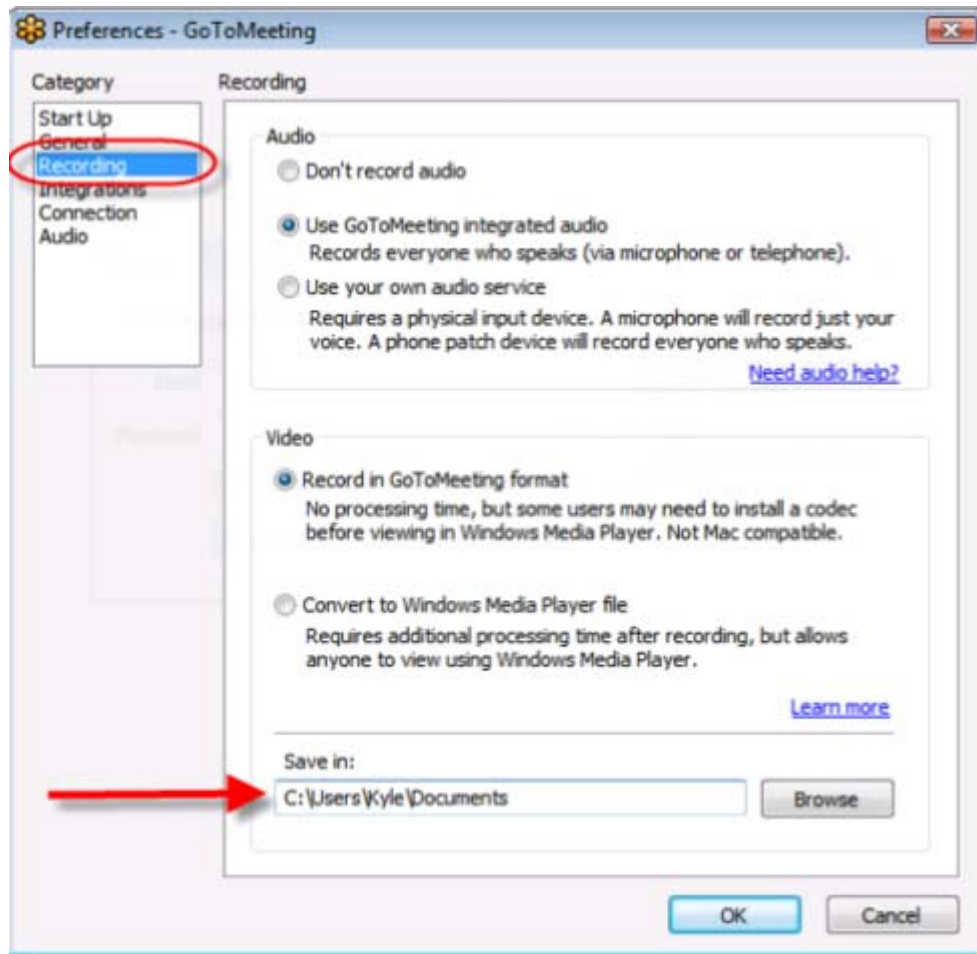 Preferences - GoToMeeting
Category
Start Up
General
Recording
Integrations
Connection
Audio
Recording
Audio
Don't record audio
Use GoToMeeting integrated audio
Records everyone who speaks (via microphone or telephone).
Use your own audio service
Requires a physical input device. A microphone will record just your
voice. A phone patch device will record everyone who speaks.
Need audio help?
Video
Record in GoToMeeting format
No processing time, but some users may need to install a codec
before viewing in Windows Media Player. Not Mac compatible.
Convert to Windows Media Player file
Requires additional processing time after recording, but allows
anyone to view using Windows Media Player.
Learn more
Save in:
C:\Users\Kyle\Documents
Browse
OK
Cancel